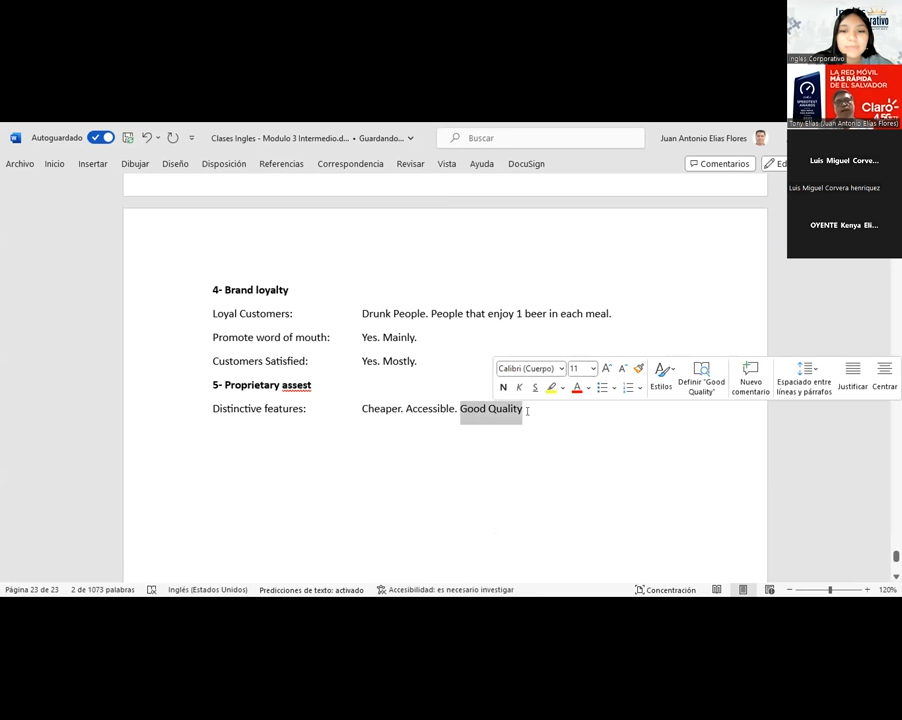 Inglés Corporativo
LA RED MÓVIL
MÁS RÁPIDA
DE EL SALVADOR
Claro
4.5G
Tony Elias (Juan Antonio Elias Flores)
Luis Miguel Corve...
Luis Miguel Corvera henriquez
OYENTE Kenya Eli...
Autoguardado
Clases Ingles - Modulo 3 Intermedio.d... • Guardando...
Buscar
Juan Antonio Elias Flores
Archivo Inicio Insertar Dibujar Diseño Disposición Referencias Correspondencia Revisar Vista Ayuda DocuSign
Comentarios
Ed
4- Brand loyalty
Loyal Customers: Drunk People. People that enjoy 1 beer in each meal.
Promote word of mouth: Yes. Mainly.
Customers Satisfied: Yes. Mostly.
5- Proprietary assest
Distinctive features: Cheaper. Accessible. Good Quality
Calibri (Cuerpo) 11
N K S
Estilos
Definir "Good
Quality"
Nuevo
comentario
Espaciado entre
líneas y párrafos
Justificar
Centrar
Página 23 de 23 2 de 1073 palabras Inglés (Estados Unidos) Predicciones de texto: activado Accesibilidad: es necesario investigar Concentración 120%